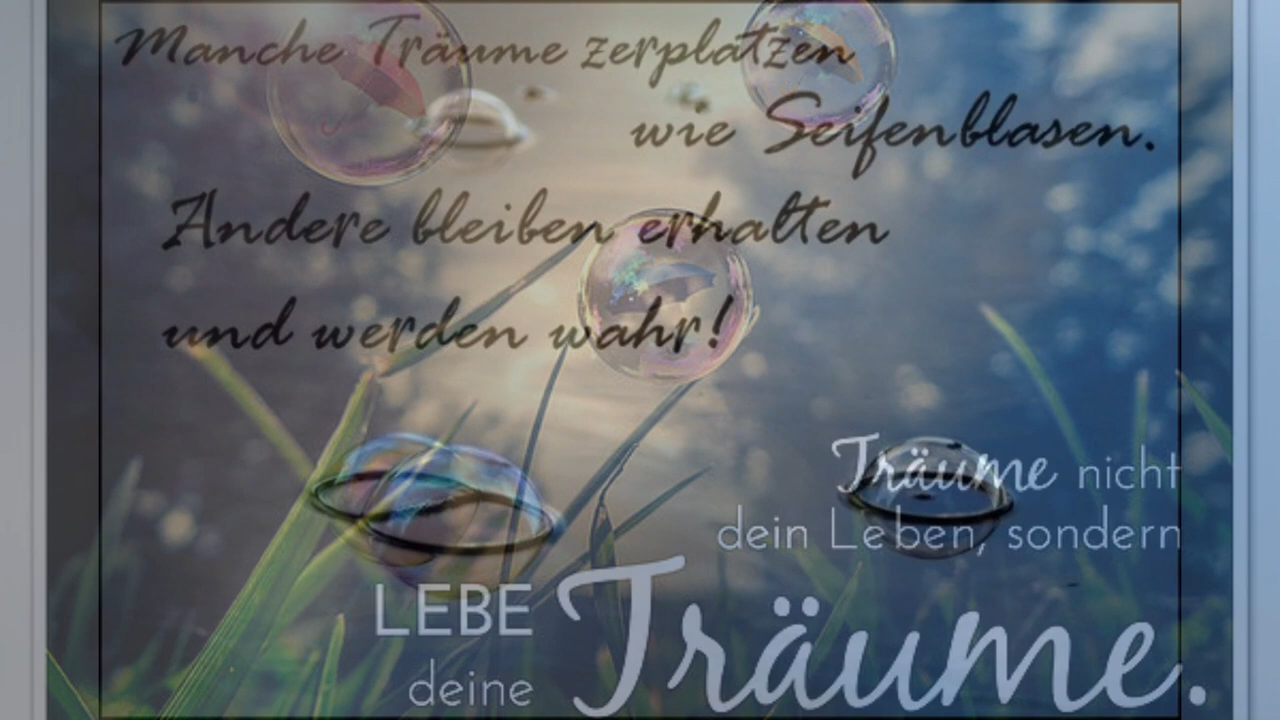 Manche Träume zerplatzen
wie Seifenblasen.
Andere bleiben erhalten
und werden wahr!
Träume nicht
dein Leben, sondern
LEBE
deine Träume.